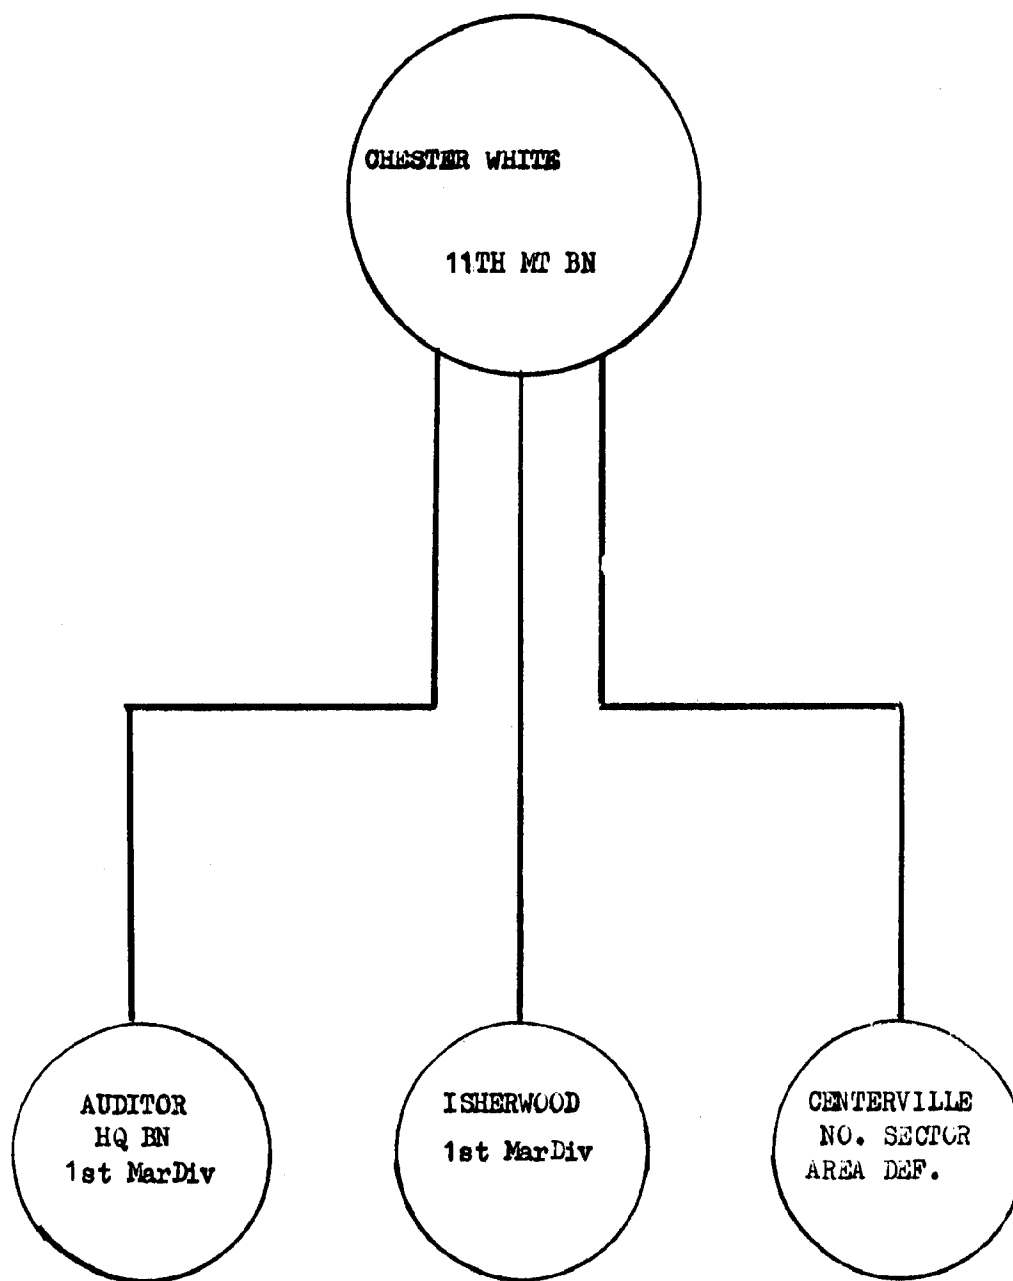 CHESTER WHITE
11TH MT BN
AUDITOR
HQ BN
1st MarDiv
ISHERWOOD
1st MarDiv
CENTERVILLE
NO. SECTOR
AREA DEF.